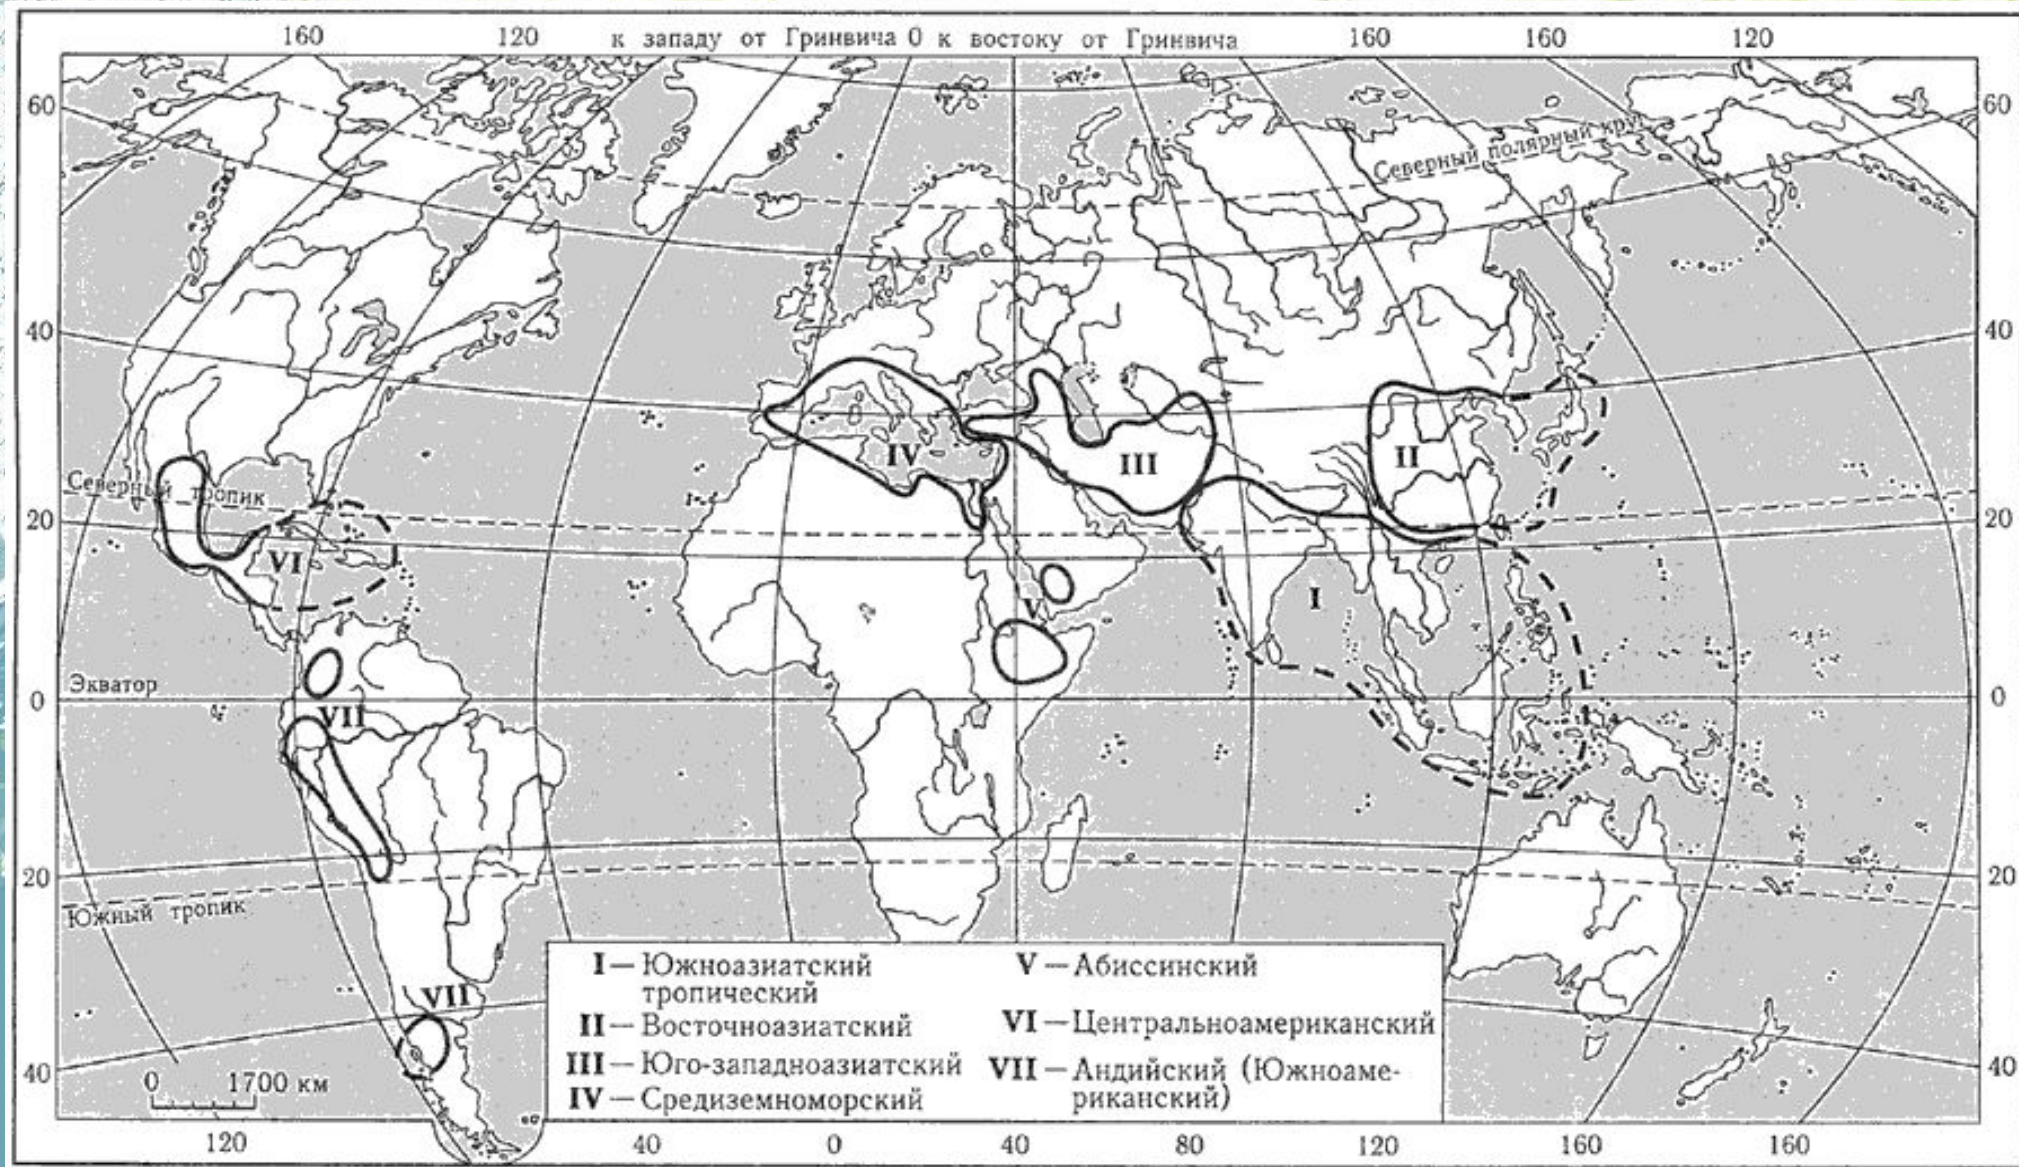 160 120 к западу от Гринвича 0 к востоку от Гринвича 160 160 120
60 60
Северный полярный круг
40 40
IV III II
Северный тропик
20 20
VI
V I
Экватор
0 0
VII
20 20
Южный тропик
VII
I — Южноазиатский
тропический
II — Восточноазиатский
III — Юго-западноазиатский
IV — Средиземноморский
V — Абиссинский
VI — Центральноамериканский
VII — Андийский (Южноаме-
риканский)
40 40
0 1700 км
120 40 0 40 80 120 160 160